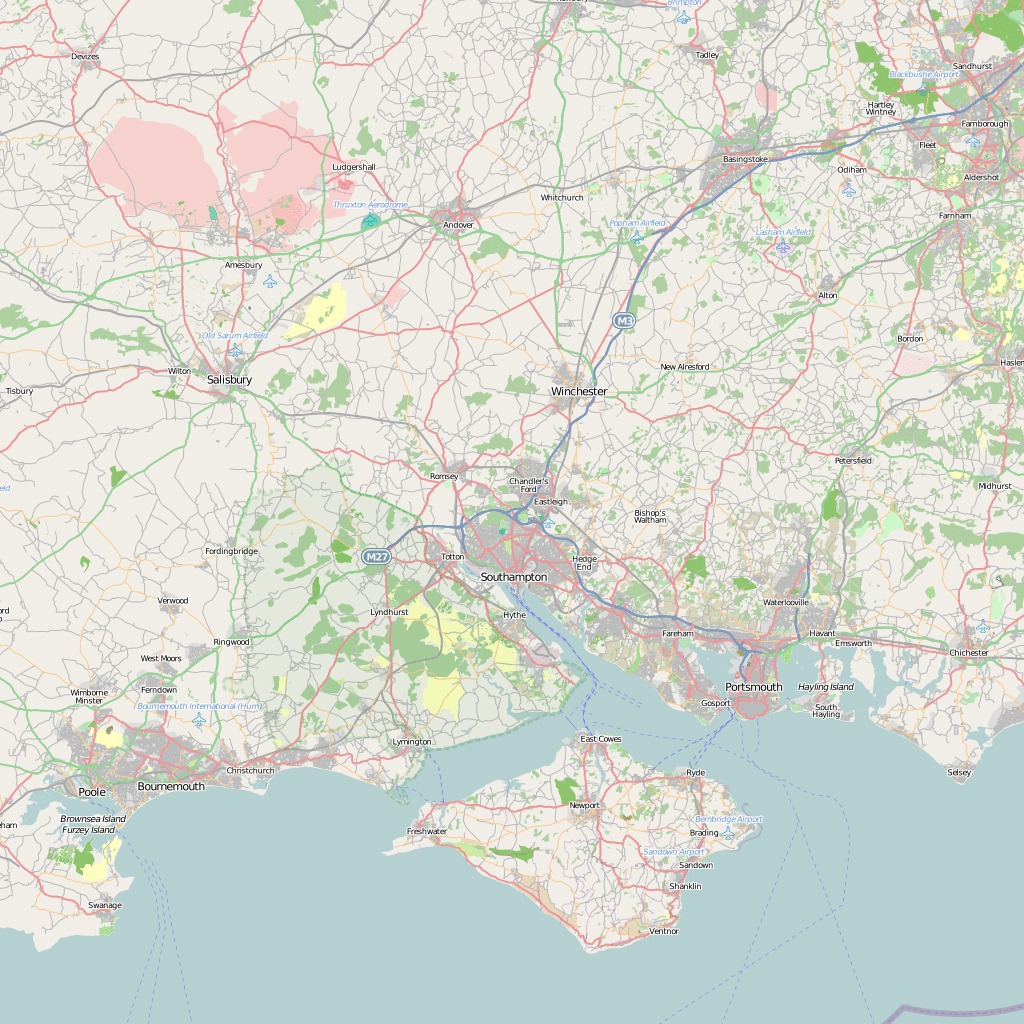 Brimpton
Devizes
Tadley
Sandhurst
Blackbushe Airport
Hartley
Wintney
Farnborough
Fleet
Basingstoke
Ludgershall
Odiham
Aldershot
Whitchurch
Thruxton Aerodrome
Farnham
Andover
Popham Airfield
Lasham Airfield
Amesbury
Alton
M3
Old Sarum Airfield
Bordon
Haslem
New Alresford
Wilton
Salisbury
Tisbury
Winchester
Petersfield
Romsey
Chandler's
Ford
Midhurst
Eastleigh
Bishop's
Waltham
Fordingbridge
M27
Totton
Hedge
End
Southampton
Verwood
Waterlooville
Lyndhurst
Hythe
Ringwood
Fareham
Havant
Emsworth
Chichester
West Moors
Ferndown
Portsmouth
Hayling Island
Wimborne
Minster
Gosport
Bournemouth International (Hurn)
South
Hayling
Lymington
East Cowes
Christchurch
Ryde
Selsey
Bournemouth
Poole
Newport
Brownsea Island
Furzey Island
Bembridge Airport
Freshwater
Brading
Sandown Airport
Sandown
Shanklin
Swanage
Ventnor